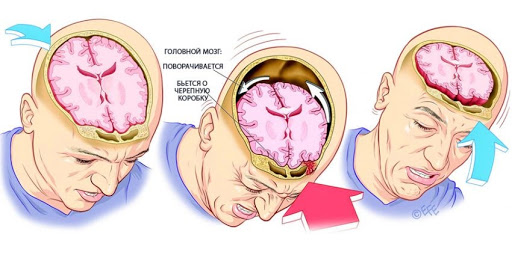 ГОЛОВНОЙ МОЗГ:
ПОВОРАЧИВАЕТСЯ
БЬЕТСЯ О
ЧЕРЕПНУЮ
КОРОБКУ
©EFE